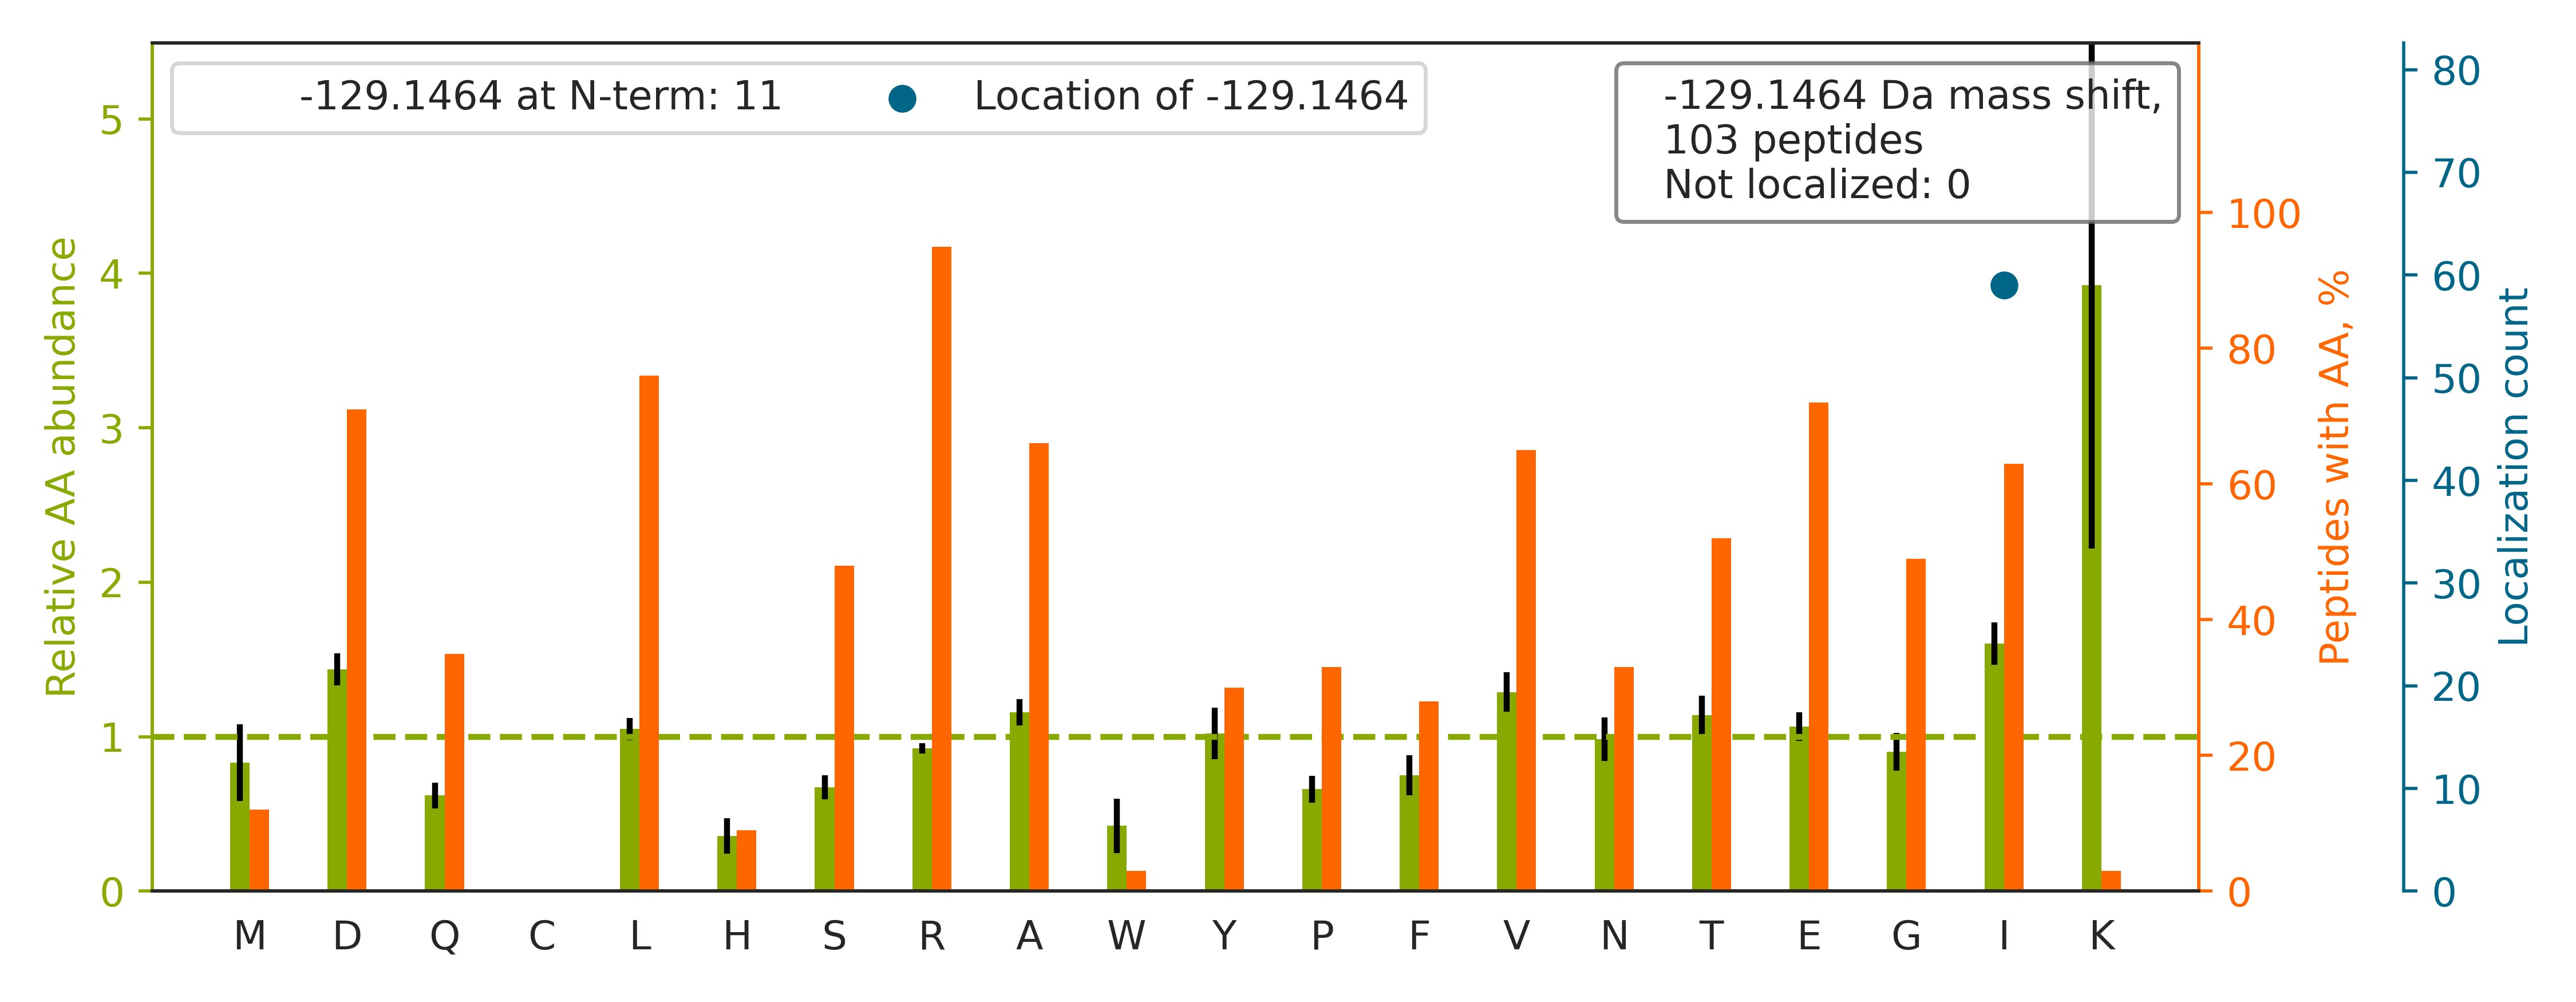 -129.1464 at N-term: 11
Location of -129.1464
-129.1464 Da mass shift,
103 peptides
Not localized: 0
Relative AA abundance
5
4
3
2
1
0
M D Q C L H S R A W Y P F V N T E G I K
100
80
60
40
20
0
Peptides with AA, %
80
70
60
50
40
30
20
10
0
Localization count